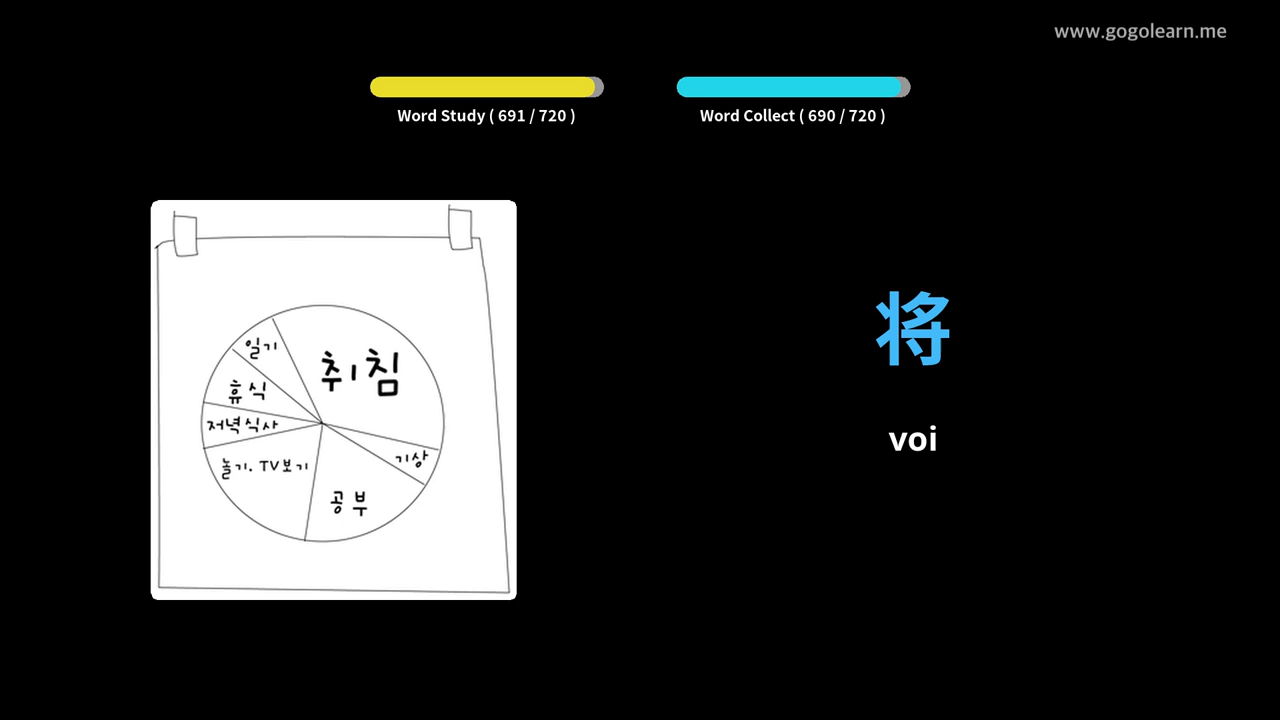 www.gogolearn.me
Word Study ( 691 / 720 )
Word Collect ( 690 / 720 )
일기
취침
휴식
저녁식사
놀기. TV보기
기상
공부
将
voi